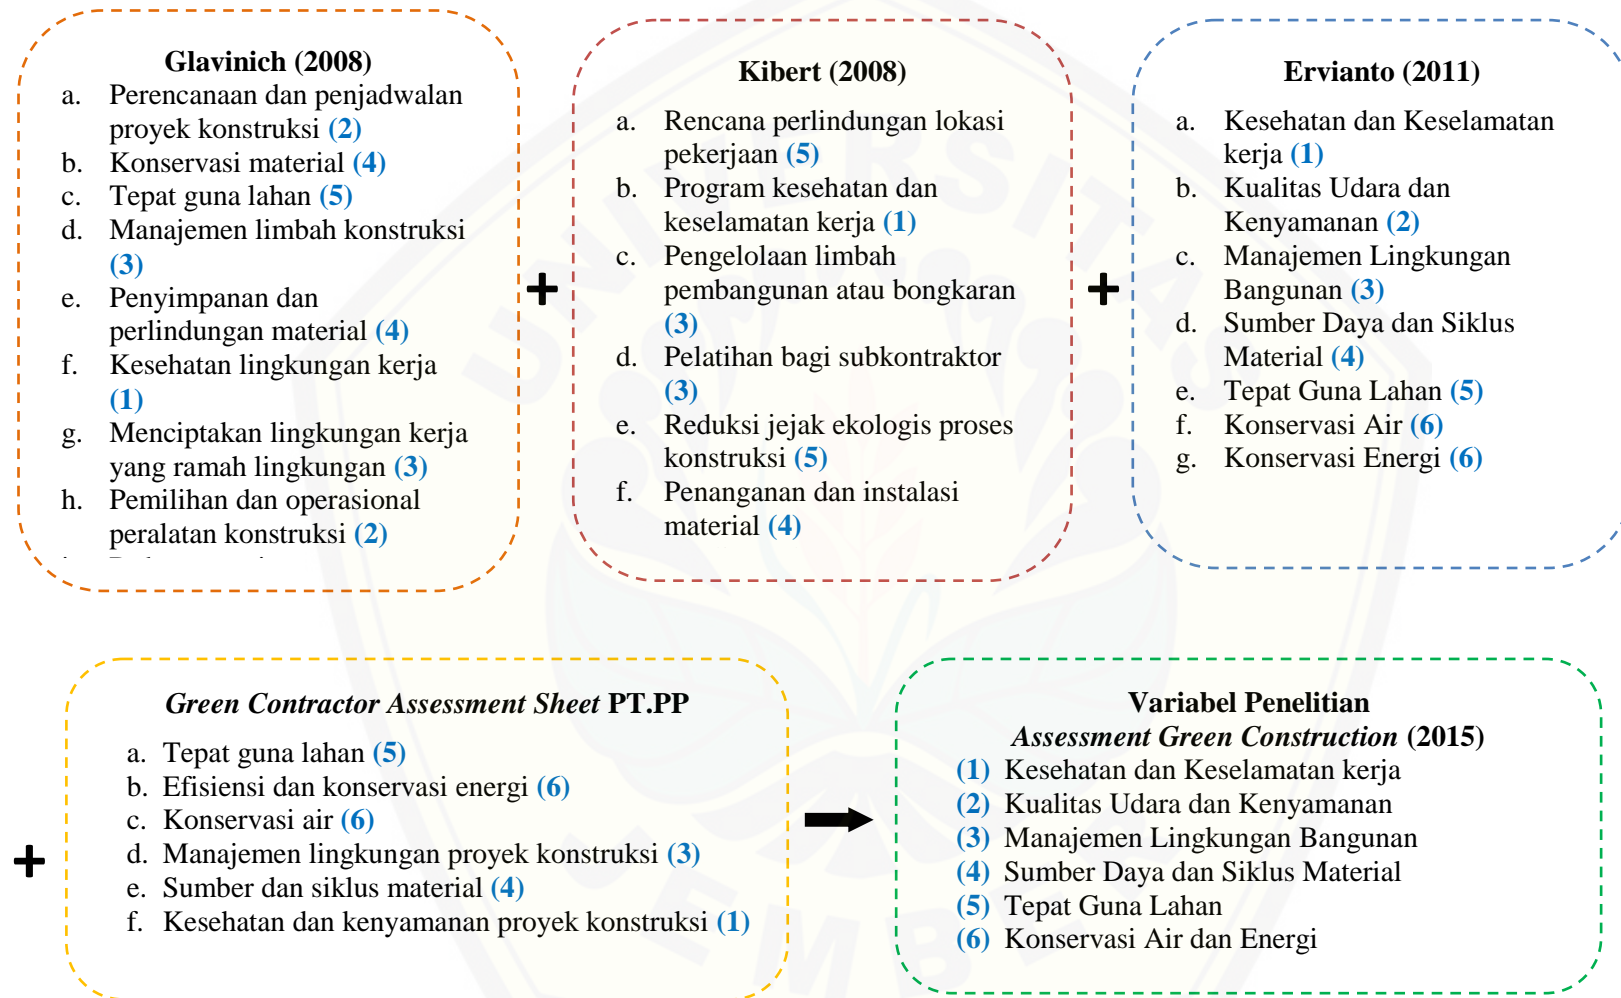 Glavinich (2008)
a. Perencanaan dan penjadwalan
proyek konstruksi (2)
b. Konservasi material (4)
c. Tepat guna lahan (5)
d. Manajemen limbah konstruksi
(3)
e. Penyimpanan dan
perlindungan material (4)
f. Kesehatan lingkungan kerja
(1)
g. Menciptakan lingkungan kerja
yang ramah lingkungan (3)
h. Pemilihan dan operasional
peralatan konstruksi (2)
+
Kibert (2008)
a. Rencana perlindungan lokasi
pekerjaan (5)
b. Program kesehatan dan
keselamatan kerja (1)
c. Pengelolaan limbah
pembangunan atau bongkaran
(3)
d. Pelatihan bagi subkontraktor
(3)
e. Reduksi jejak ekologis proses
konstruksi (5)
f. Penanganan dan instalasi
material (4)
+
Ervianto (2011)
a. Kesehatan dan Keselamatan
kerja (1)
b. Kualitas Udara dan
Kenyamanan (2)
c. Manajemen Lingkungan
Bangunan (3)
d. Sumber Daya dan Siklus
Material (4)
e. Tepat Guna Lahan (5)
f. Konservasi Air (6)
g. Konservasi Energi (6)
+
Green Contractor Assessment Sheet PT.PP
a. Tepat guna lahan (5)
b. Efisiensi dan konservasi energi (6)
c. Konservasi air (6)
d. Manajemen lingkungan proyek konstruksi (3)
e. Sumber dan siklus material (4)
f. Kesehatan dan kenyamanan proyek konstruksi (1)
Variabel Penelitian
Assessment Green Construction (2015)
(1) Kesehatan dan Keselamatan kerja
(2) Kualitas Udara dan Kenyamanan
(3) Manajemen Lingkungan Bangunan
(4) Sumber Daya dan Siklus Material
(5) Tepat Guna Lahan
(6) Konservasi Air dan Energi
UNIVERSITAS
JEMBER